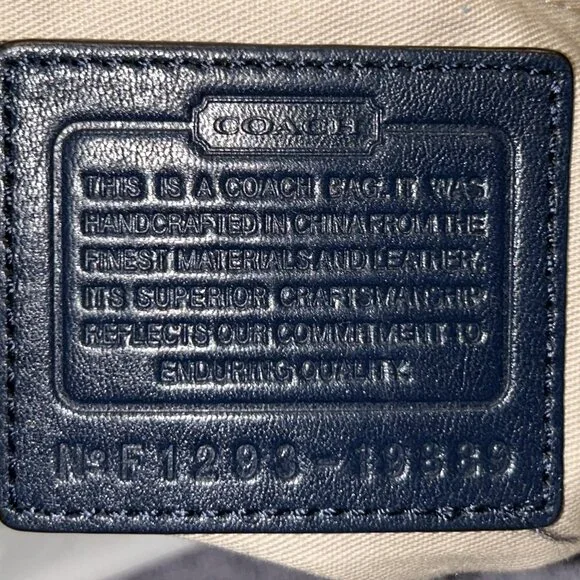 COACH
THIS IS A COACH BAG. IT WAS
HANDCRAFTED IN CHINA FROM THE
FINEST MATERIALS AND LEATHER.
ITS SUPERIOR CRAFTSMANSHIP
REFLECTS OUR COMMITMENT TO
ENDURING QUALITY.
No F1293-19889